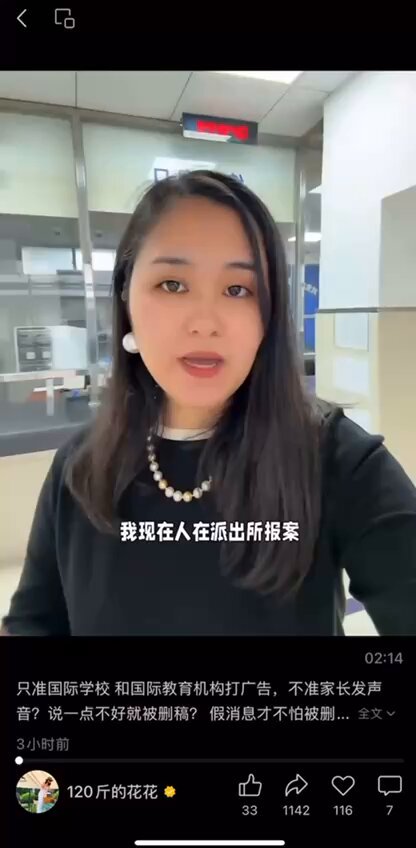 我现在人在派出所报案
02:14
只准国际学校 和国际教育机构打广告，不准家长发声
音？说一点不好就被删稿？ 假消息才不怕被删... 全文
3小时前
120斤的花花
33
1142
116
7